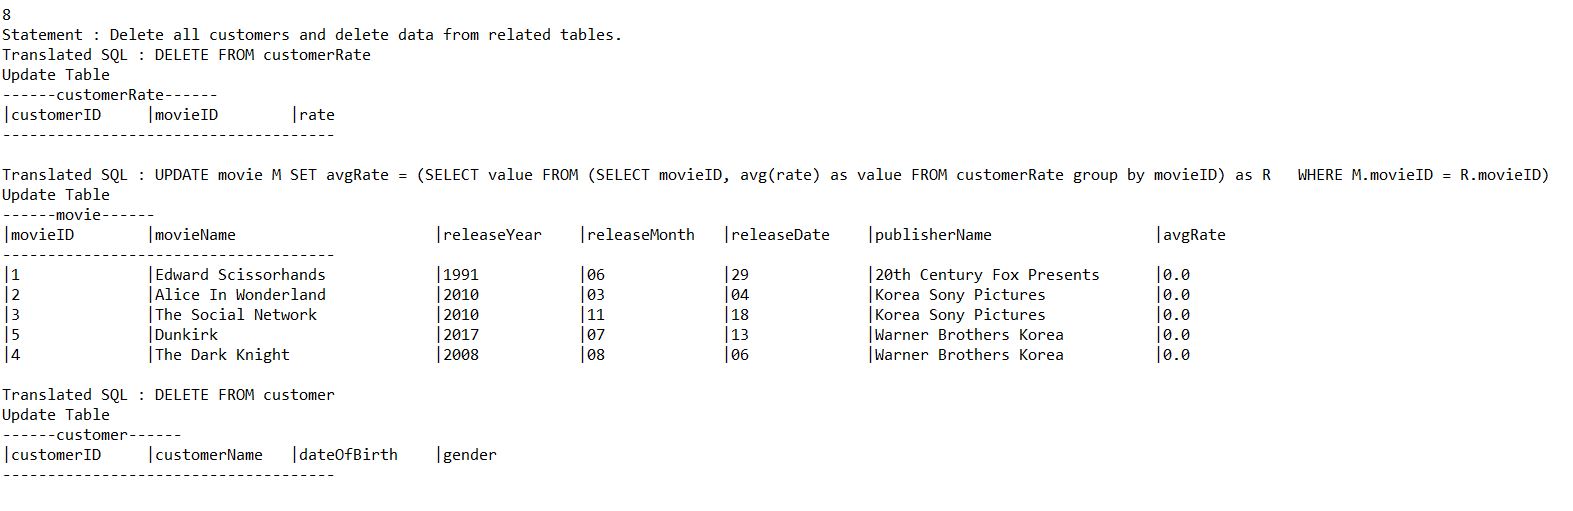 8
Statement : Delete all customers and delete data from related tables.
Translated SQL : DELETE FROM customerRate
Update Table
------customerRate------
|customerID     |movieID        |rate
-------------------------------------

Translated SQL : UPDATE movie M SET avgRate = (SELECT value FROM (SELECT movieID, avg(rate) as value FROM customerRate group by movieID) as R   WHERE M.movieID = R.movieID)
Update Table
------movie------
|movieID        |movieName                      |releaseYear    |releaseMonth   |releaseDate    |publisherName                  |avgRate
-------------------------------------
|1              |Edward Scissorhands            |1991           |06             |29             |20th Century Fox Presents      |0.0
|2              |Alice In Wonderland            |2010           |03             |04             |Korea Sony Pictures            |0.0
|3              |The Social Network             |2010           |11             |18             |Korea Sony Pictures            |0.0
|5              |Dunkirk                        |2017           |07             |13             |Warner Brothers Korea          |0.0
|4              |The Dark Knight                |2008           |08             |06             |Warner Brothers Korea          |0.0

Translated SQL : DELETE FROM customer
Update Table
------customer------
|customerID     |customerName   |dateOfBirth    |gender
-------------------------------------